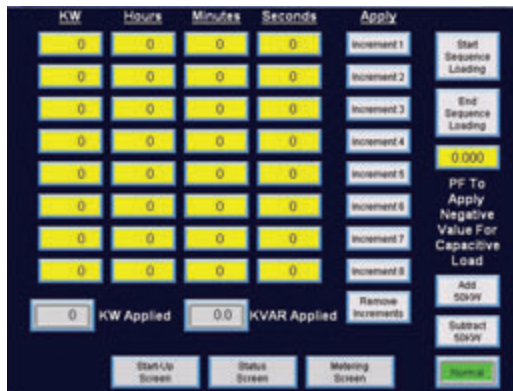 KW Hours Minutes Seconds Apply
0 0 0 0 Increment 1
0 0 0 0 Increment 2
0 0 0 0 Increment 3
0 0 0 0 Increment 4
0 0 0 0 Increment 5
0 0 0 0 Increment 6
0 0 0 0 Increment 7
0 0 0 0 Increment 8
0 KW Applied 0.0 KVAR Applied
Remove
Increments
Start
Sequence
Loading
End
Sequence
Loading
0.000
PF To
Apply
Negative
Value For
Capacitive
Load
Add
50kW
Subtract
50kW
Start-Up
Screen
Status
Screen
Metering
Screen
Normal